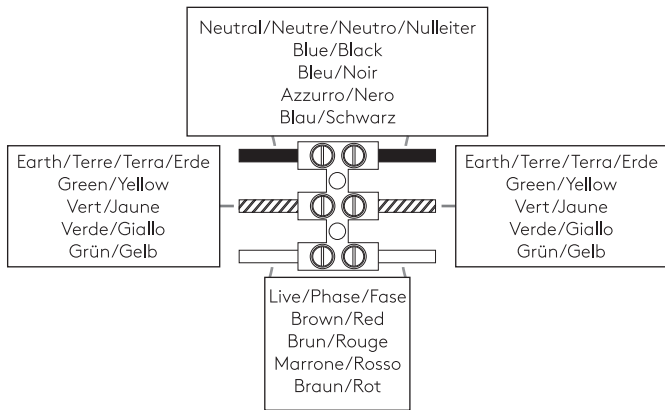 Neutral/Neutre/Neutro/Nulleiter
Blue/Black
Bleu/Noir
Azzurro/Nero
Blau/Schwarz
Earth/Terre/Terra/Erde
Green/Yellow
Vert/Jaune
Verde/Giallo
Grün/Gelb
Earth/Terre/Terra/Erde
Green/Yellow
Vert/Jaune
Verde/Giallo
Grün/Gelb
Live/Phase/Fase
Brown/Red
Brun/Rouge
Marrone/Rosso
Braun/Rot